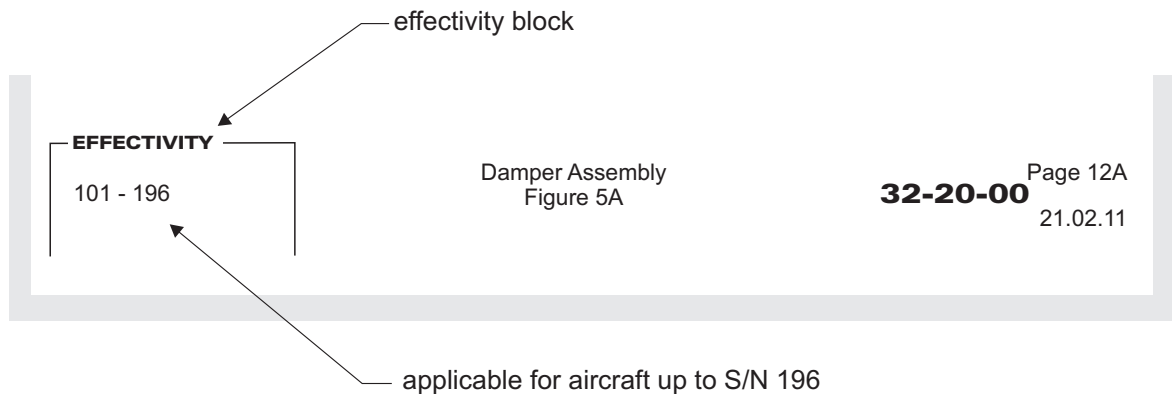 effectivity block
EFFECTIVITY
101 - 196
Damper Assembly
Figure 5A
32-20-00
Page 12A
21.02.11
applicable for aircraft up to S/N 196